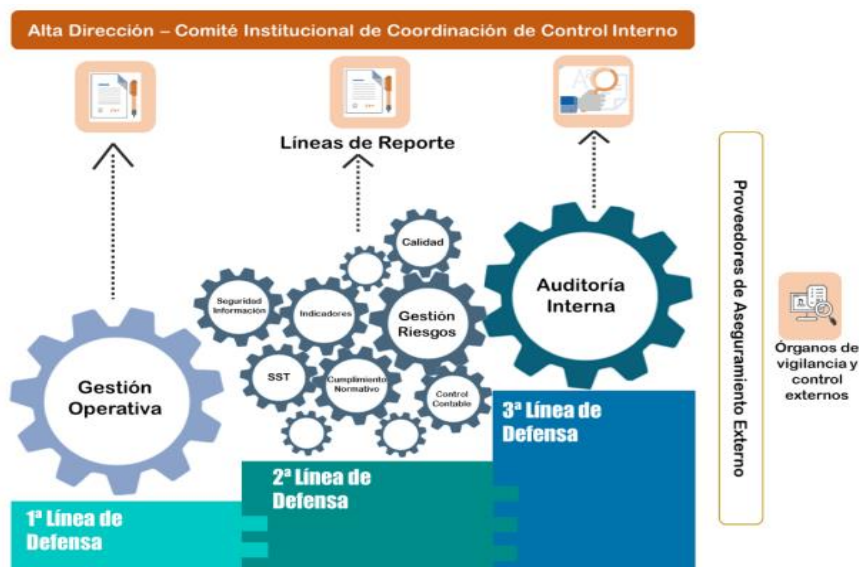 Alta Dirección – Comité Institucional de Coordinación de Control Interno
Líneas de Reporte
Calidad
Seguridad
Información
Indicadores
Gestión
Riesgos
SST
Cumplimiento
Normativo
Control
Contable
Gestión
Operativa
Auditoría
Interna
1ª Línea de
Defensa
2ª Línea de
Defensa
3ª Línea de
Defensa
Proveedores de Aseguramiento Externo
Órganos de
vigilancia y
control
externos